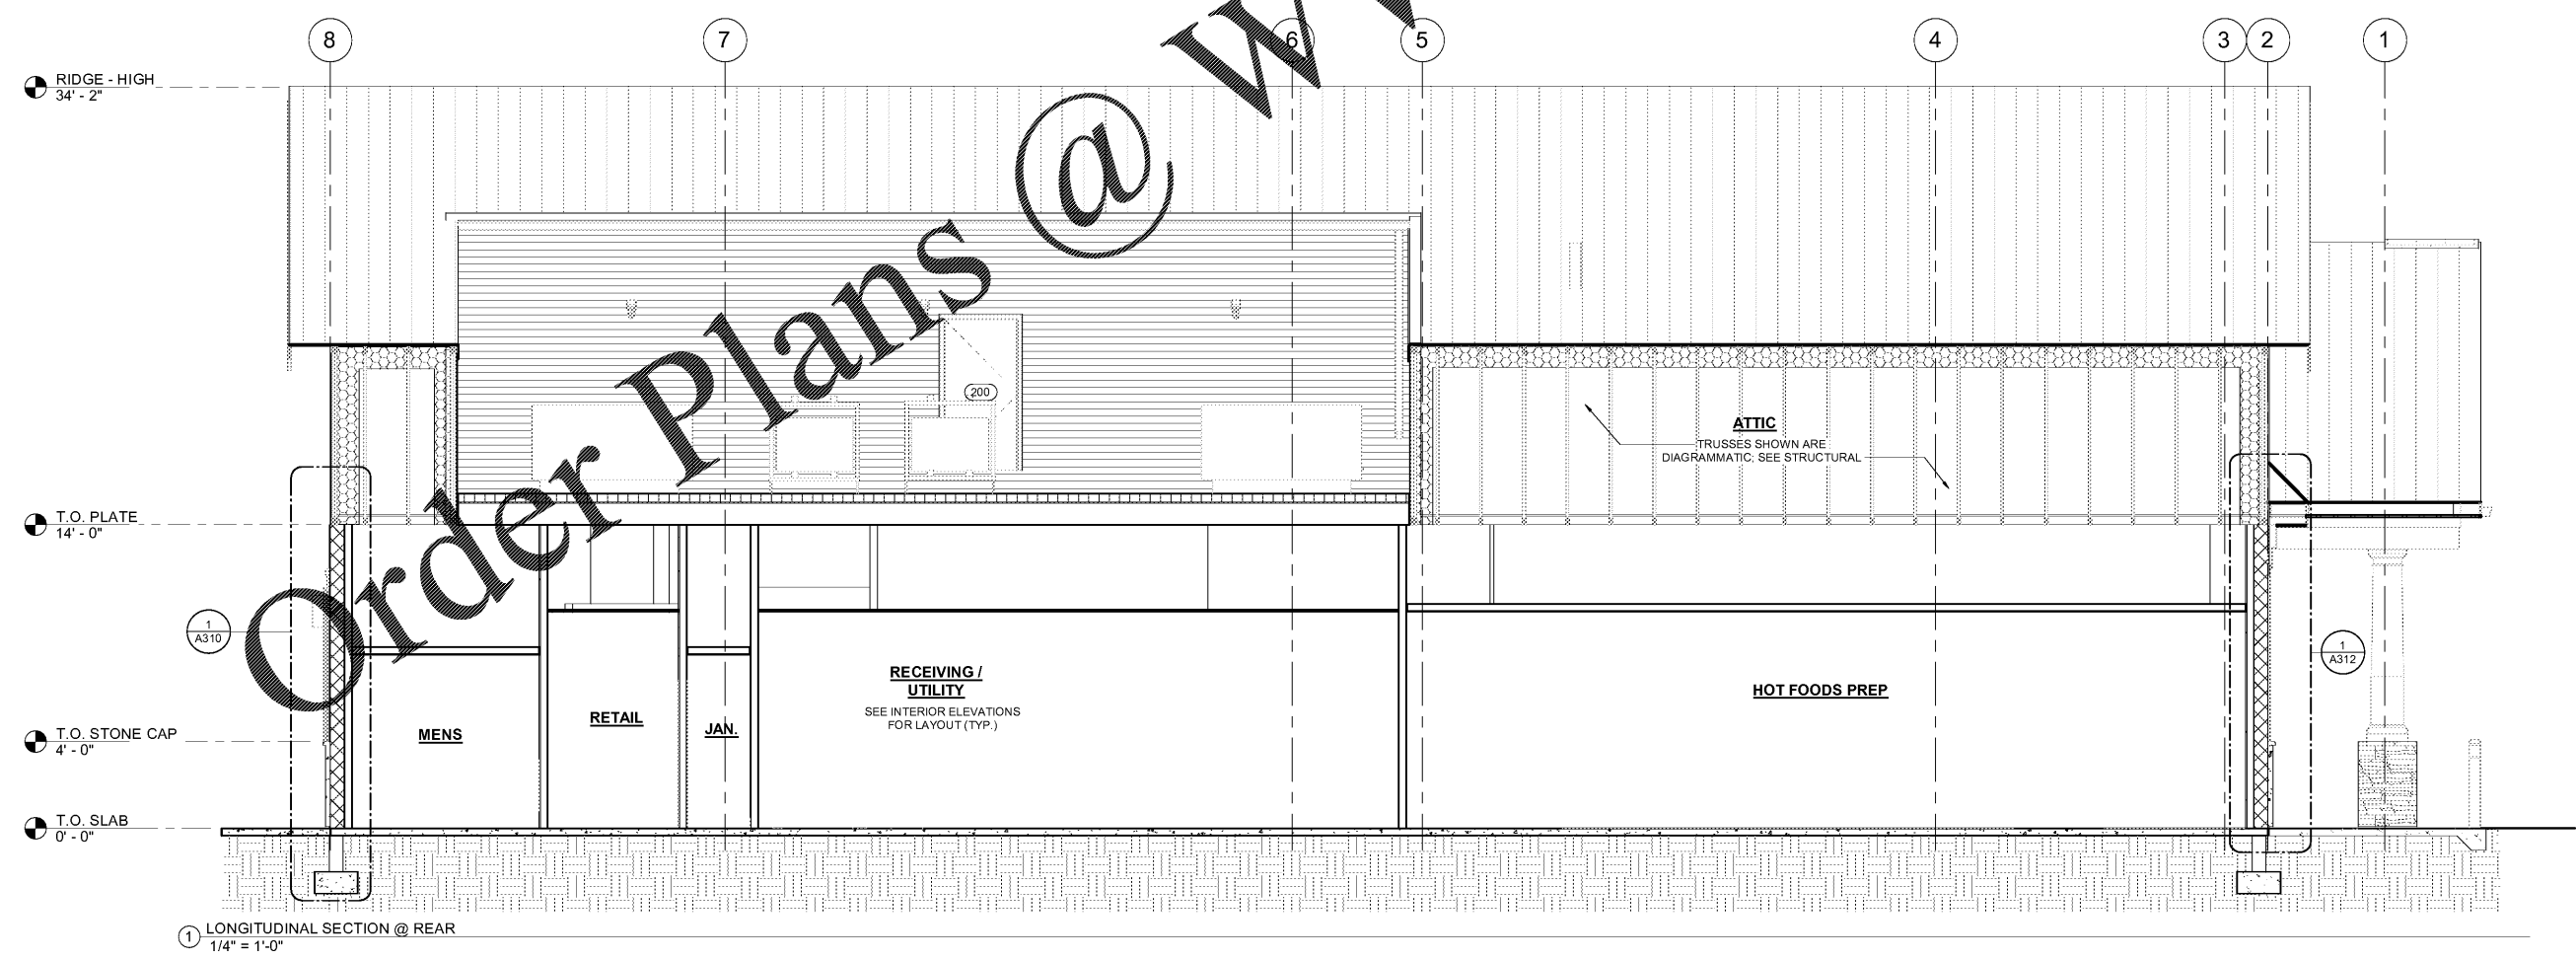 8
7
6
5
4
3
2
1
RIDGE - HIGH
34' - 2"
Order Plans @ W
200
ATTIC
TRUSSES SHOWN ARE
DIAGRAMMATIC; SEE STRUCTURAL
T.O. PLATE
14' - 0"
1
A310
1
A312
RECEIVING /
UTILITY
SEE INTERIOR ELEVATIONS
FOR LAYOUT (TYP.)
HOT FOODS PREP
RETAIL
MENS
JAN.
T.O. STONE CAP
4' - 0"
T.O. SLAB
0' - 0"
1
LONGITUDINAL SECTION @ REAR
1/4" = 1'-0"